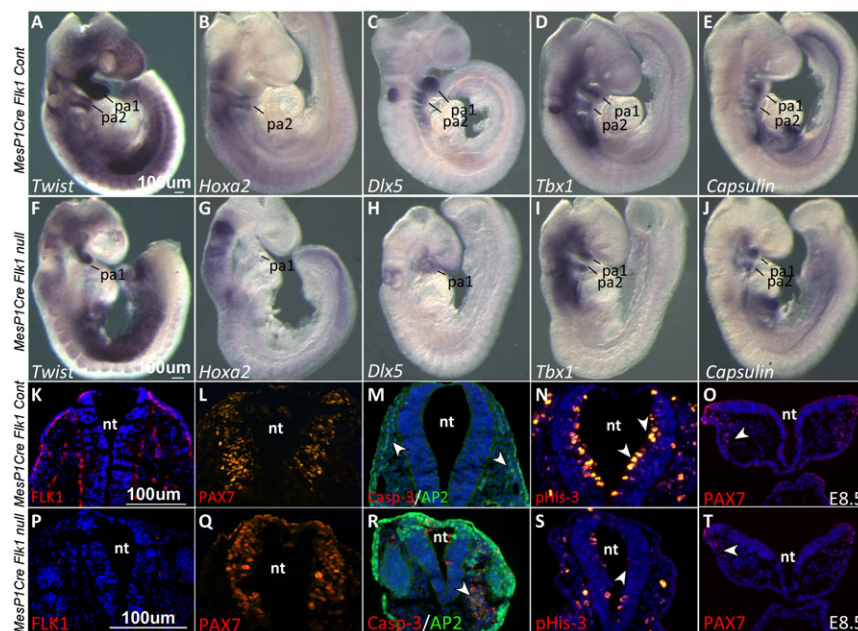 MesP1Cre Flk1 Cont
A
pa1
pa2
Twist
100um
B
pa2
Hoxa2
C
pa1
pa2
Dlx5
D
pa1
pa2
Tbx1
E
pa1
pa2
Capsulin
MesP1Cre Flk1 null
F
pa1
Twist
100um
G
pa1
Hoxa2
H
pa1
Dlx5
I
pa1
pa2
Tbx1
J
pa1
pa2
Capsulin
MesP1Cre Flk1 Cont
K
nt
FLK1
100um
L
nt
PAX7
M
nt
Casp-3/AP2
N
nt
pHis-3
O
nt
PAX7
E8.5
MesP1Cre Flk1 null
P
nt
FLK1
100um
Q
nt
PAX7
R
nt
Casp-3/AP2
S
nt
pHis-3
T
nt
PAX7
E8.5